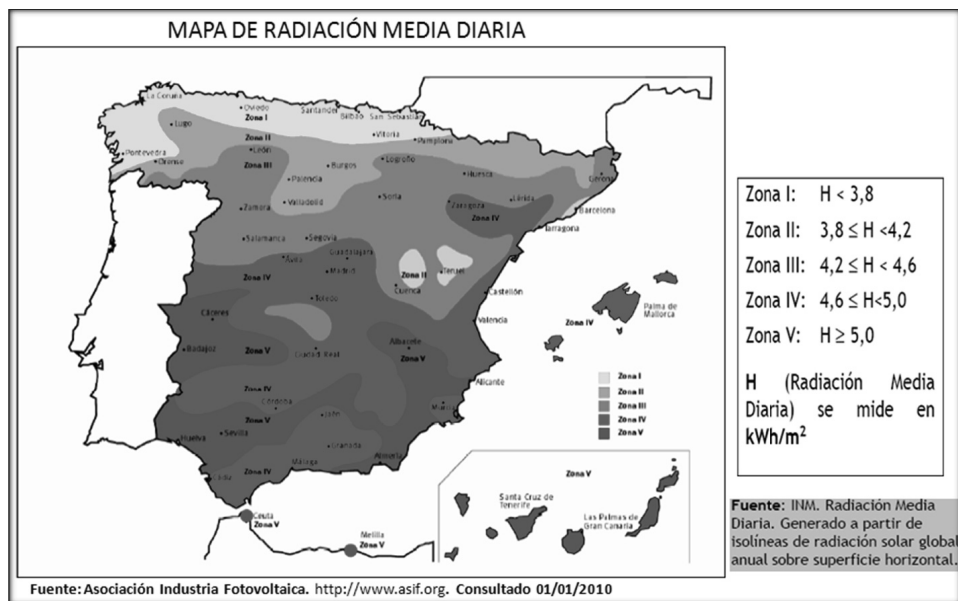 MAPA DE RADIACIÓN MEDIA DIARIA
La Coruña
Oviedo
Santander
Bilbao
San Sebastián
Zona I
Lugo
Vitoria
Zona II
Pamplona
Pontevedra
León
Orense
Zona III
Burgos
Logroño
Huesca
Gerona
Palencia
Zamora
Valladolid
Soria
Zaragoza
Lérida
Zona IV
Barcelona
Tarragona
Salamanca
Segovia
Ávila
Guadalajara
Madrid
Zona IV
Zona II
Teruel
Cuenca
Toledo
Castellón
Cáceres
Valencia
Palma de
Mallorca
Zona IV
V
Badajoz
Zona V
Ciudad Real
Albacete
Zona V
Alicante
Zona IV
Córdoba
Murcia
Jaén
Zona V
Huelva
Sevilla
Granada
Málaga
Almería
Cádiz
Zona IV
Ceuta
Zona V
Melilla
Zona V
Zona I
Zona II
Zona III
Zona IV
Zona V
Zona V
Santa Cruz de
Tenerife
Las Palmas de
Gran Canaria
Zona I: H < 3,8
Zona II: 3,8 ≤ H <4,2
Zona III: 4,2 ≤ H < 4,6
Zona IV: 4,6 ≤ H<5,0
Zona V: H ≥ 5,0
H (Radiación Media
Diaria) se mide en
kWh/m²
Fuente: INM. Radiación Media
Diaria. Generado a partir de
isolíneas de radiación solar global
anual sobre superficie horizontal.
Fuente: Asociación Industria Fotovoltaica. http://www.asif.org. Consultado 01/01/2010